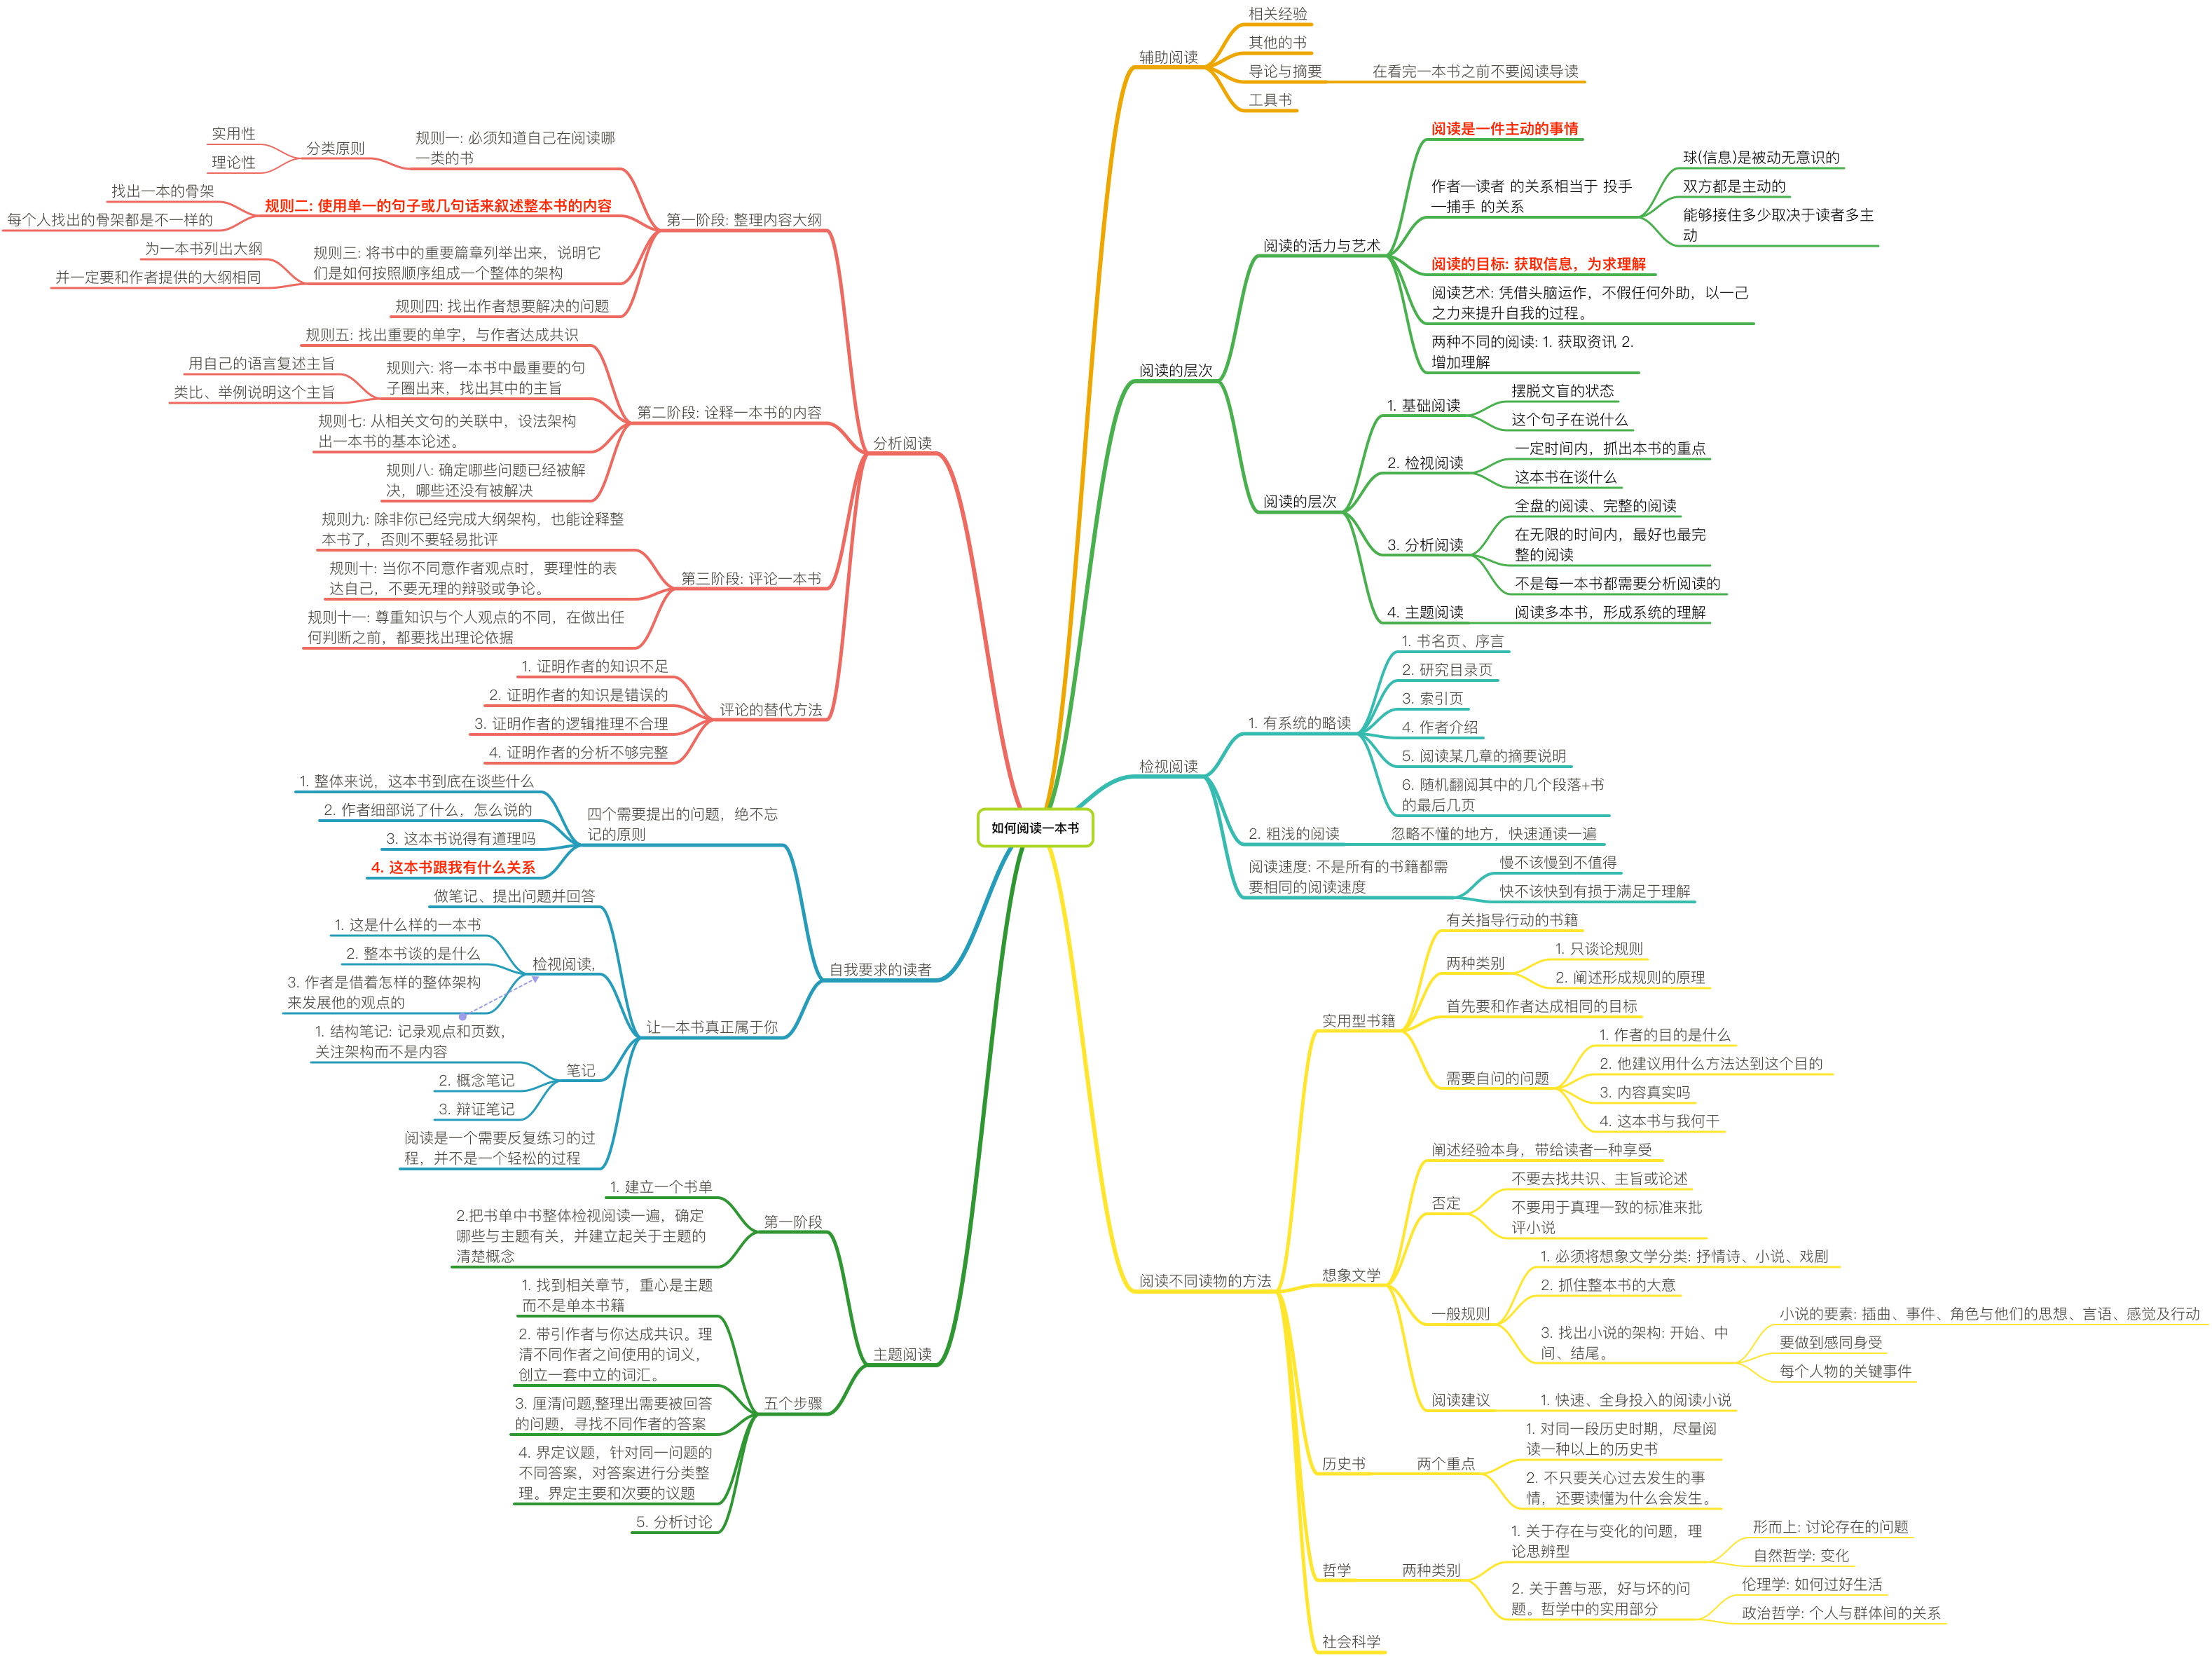 如何阅读一本书
辅助阅读
相关经验
其他的书
导论与摘要
在看完一本书之前不要阅读导读
工具书
阅读的层次
阅读的活力与艺术
阅读是一件主动的事情
作者—读者 的关系相当于 投手
—捕手 的关系
球(信息)是被动无意识的
双方都是主动的
能够接住多少取决于读者多主
动
阅读的目标: 获取信息，为求理解
阅读艺术: 凭借头脑运作，不假任何外助，以一己
之力来提升自我的过程。
两种不同的阅读: 1. 获取资讯 2.
增加理解
阅读的层次
1. 基础阅读
摆脱文盲的状态
这个句子在说什么
2. 检视阅读
一定时间内，抓出本书的重点
这本书在谈什么
3. 分析阅读
全盘的阅读、完整的阅读
在无限的时间内，最好也最完
整的阅读
不是每一本书都需要分析阅读的
4. 主题阅读
阅读多本书，形成系统的理解
检视阅读
1. 有系统的略读
1. 书名页、序言
2. 研究目录页
3. 索引页
4. 作者介绍
5. 阅读某几章的摘要说明
6. 随机翻阅其中的几个段落+书
的最后几页
2. 粗浅的阅读
忽略不懂的地方，快速通读一遍
阅读速度: 不是所有的书籍都需
要相同的阅读速度
慢不该慢到不值得
快不该快到有损于满足于理解
阅读不同读物的方法
实用型书籍
有关指导行动的书籍
两种类别
1. 只谈论规则
2. 阐述形成规则的原理
首先要和作者达成相同的目标
需要自问的问题
1. 作者的目的是什么
2. 他建议用什么方法达到这个目的
3. 内容真实吗
4. 这本书与我何干
想象文学
阐述经验本身，带给读者一种享受
否定
不要去找共识、主旨或论述
不要用于真理一致的标准来批
评小说
一般规则
1. 必须将想象文学分类: 抒情诗、小说、戏剧
2. 抓住整本书的大意
3. 找出小说的架构: 开始、中
间、结尾。
小说的要素: 插曲、事件、角色与他们的思想、言语、感觉及行动
要做到感同身受
每个人物的关键事件
阅读建议
1. 快速、全身投入的阅读小说
历史书
两个重点
1. 对同一段历史时期，尽量阅
读一种以上的历史书
2. 不只要关心过去发生的事
情，还要读懂为什么会发生。
哲学
两种类别
1. 关于存在与变化的问题，理
论思辨型
形而上: 讨论存在的问题
自然哲学: 变化
2. 关于善与恶，好与坏的问
题。哲学中的实用部分
伦理学: 如何过好生活
政治哲学: 个人与群体间的关系
社会科学
分析阅读
第一阶段: 整理内容大纲
规则一: 必须知道自己在阅读哪
一类的书
分类原则
实用性
理论性
规则二: 使用单一的句子或几句话来叙述整本书的内容
找出一本的骨架
每个人找出的骨架都是不一样的
规则三: 将书中的重要篇章列举出来，说明它
们是如何按照顺序组成一个整体的架构
为一本书列出大纲
并一定要和作者提供的大纲相同
规则四: 找出作者想要解决的问题
第二阶段: 诠释一本书的内容
规则五: 找出重要的单字，与作者达成共识
规则六: 将一本书中最重要的句
子圈出来，找出其中的主旨
用自己的语言复述主旨
类比、举例说明这个主旨
规则七: 从相关文句的关联中，设法架构
出一本书的基本论述。
规则八: 确定哪些问题已经被解
决，哪些还没有被解决
第三阶段: 评论一本书
规则九: 除非你已经完成大纲架构，也能诠释整
本书了，否则不要轻易批评
规则十: 当你不同意作者观点时，要理性的表
达自己，不要无理的辩驳或争论。
规则十一: 尊重知识与个人观点的不同，在做出任
何判断之前，都要找出理论依据
评论的替代方法
1. 证明作者的知识不足
2. 证明作者的知识是错误的
3. 证明作者的逻辑推理不合理
4. 证明作者的分析不够完整
自我要求的读者
四个需要提出的问题，绝不忘
记的原则
1. 整体来说，这本书到底在谈些什么
2. 作者细部说了什么，怎么说的
3. 这本书说得有道理吗
4. 这本书跟我有什么关系
让一本书真正属于你
做笔记、提出问题并回答
检视阅读,
1. 这是什么样的一本书
2. 整本书谈的是什么
3. 作者是借着怎样的整体架构
来发展他的观点的
笔记
1. 结构笔记: 记录观点和页数，
关注架构而不是内容
2. 概念笔记
3. 辩证笔记
阅读是一个需要反复练习的过
程，并不是一个轻松的过程
主题阅读
第一阶段
1. 建立一个书单
2.把书单中书整体检视阅读一遍，确定
哪些与主题有关，并建立起关于主题的
清楚概念
五个步骤
1. 找到相关章节，重心是主题
而不是单本书籍
2. 带引作者与你达成共识。理
清不同作者之间使用的词义，
创立一套中立的词汇。
3. 厘清问题,整理出需要被回答
的问题，寻找不同作者的答案
4. 界定议题，针对同一问题的
不同答案，对答案进行分类整
理。界定主要和次要的议题
5. 分析讨论